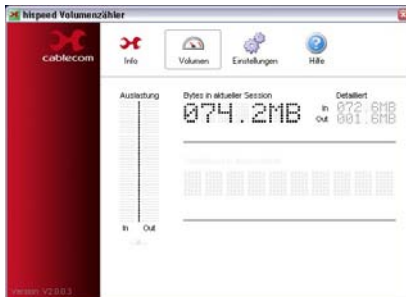 hispeed Volumenzähler
cablecom
Info
Volumen
Einstellungen
Hilfe
Auslastung
Bytes in aktueller Session
Detailliert
074.2MB
In 072.6MB
Out 001.6MB
In Out
Version V2.0.0.3